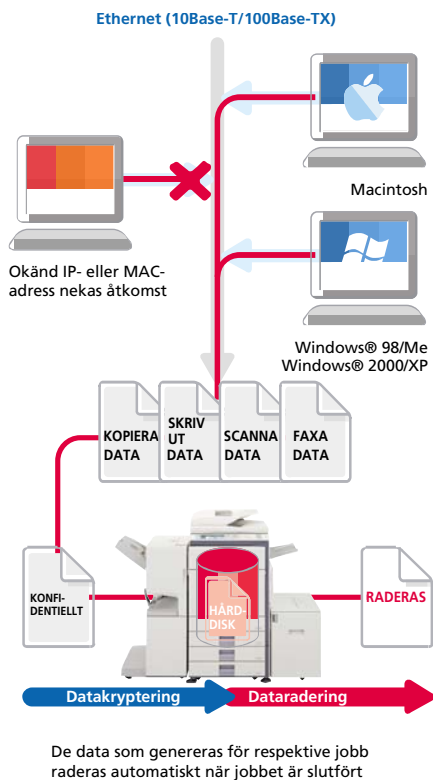 Ethernet (10Base-T/100Base-TX)
Macintosh
Okänd IP- eller MAC-
adress nekas åtkomst
Windows® 98/Me
Windows® 2000/XP
KOPIERA
DATA
SKRIV
UT
DATA
SCANNA
DATA
FAXA
DATA
KONFI-
DENTIELLT
HÅRD-
DISK
RADERAS
Datakryptering
Dataradering
De data som genereras för respektive jobb
raderas automatiskt när jobbet är slutfört